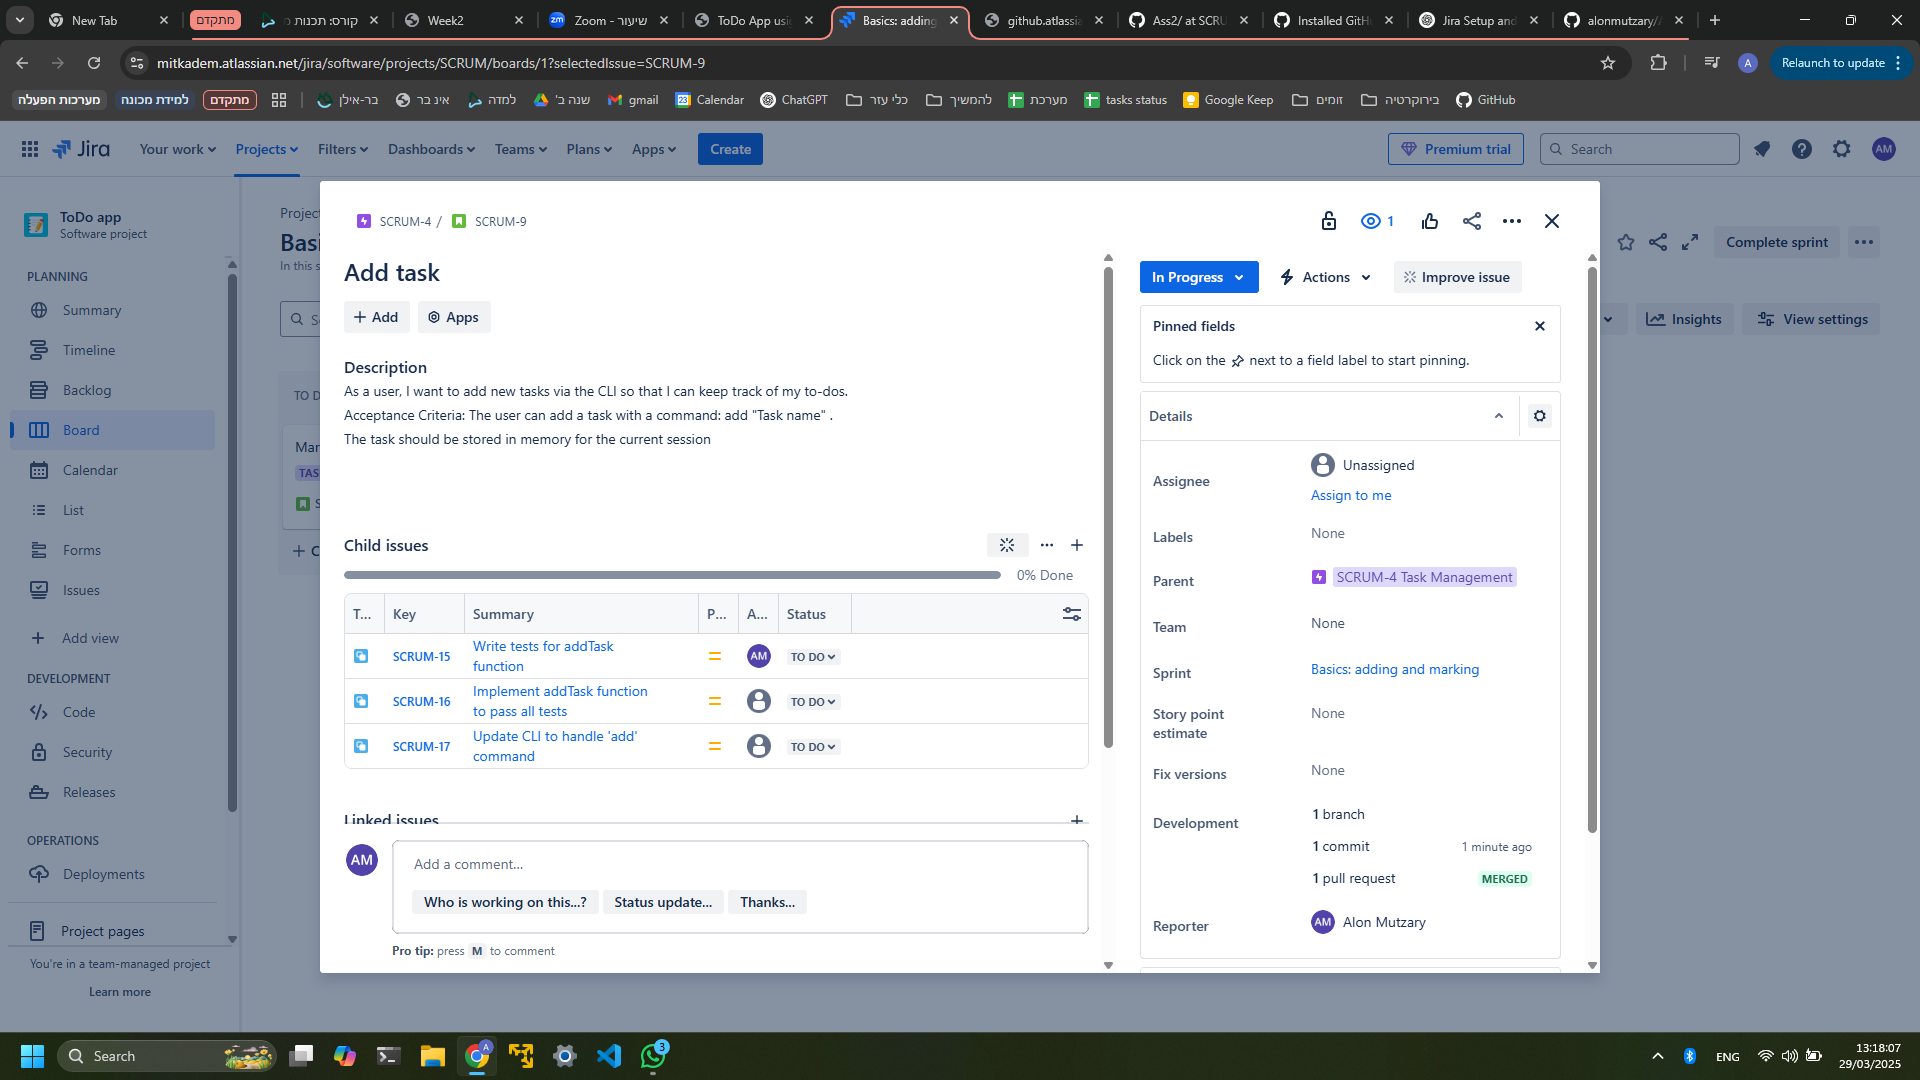 New Tab
מתקדם
קורס: תכנות מ
Week2
Zoom - שיעור
ToDo App usi
Basics: adding
github.atlassia
Ass2/ at SCRU
Installed GitH
Jira Setup and
alonmutzary/
mitkadem.atlassian.net/jira/software/projects/SCRUM/boards/1?selectedIssue=SCRUM-9
A
Relaunch to update
מערכות הפעלה
למידת מכונה
מתקדם
בר-אילן
אינ בר
למדה
שנה ב'
gmail
Calendar
ChatGPT
כלי עזר
להמשיך
מערכת
tasks status
Google Keep
זומים
בירוקרטיה
GitHub
Jira
Your work
Projects
Filters
Dashboards
Teams
Plans
Apps
Create
Premium trial
Search
AM
ToDo app
Software project
PLANNING
Summary
Timeline
Backlog
Board
Calendar
List
Forms
Issues
Add view
DEVELOPMENT
Code
Security
Releases
OPERATIONS
Deployments
Project pages
You're in a team-managed project
Learn more
Project
Basi
In this s
TO D
Mar
TAS
S
C
Complete sprint
Insights
View settings
SCRUM-4 / SCRUM-9
1
Add task
Add
Apps
Description
As a user, I want to add new tasks via the CLI so that I can keep track of my to-dos.
Acceptance Criteria: The user can add a task with a command: add "Task name" .
The task should be stored in memory for the current session
Child issues
0% Done
T... Key Summary P... A... Status
SCRUM-15 Write tests for addTask function AM TO DO
SCRUM-16 Implement addTask function to pass all tests TO DO
SCRUM-17 Update CLI to handle 'add' command TO DO
Linked issues
AM
Add a comment...
Who is working on this...?
Status update...
Thanks...
Pro tip: press M to comment
In Progress
Actions
Improve issue
Pinned fields
Click on the next to a field label to start pinning.
Details
Assignee
Unassigned
Assign to me
Labels
None
Parent
SCRUM-4 Task Management
Team
None
Sprint
Basics: adding and marking
Story point estimate
None
Fix versions
None
Development
1 branch
1 commit
1 minute ago
1 pull request
MERGED
Reporter
AM
Alon Mutzary
Search
A
3
ENG
13:18:07
29/03/2025